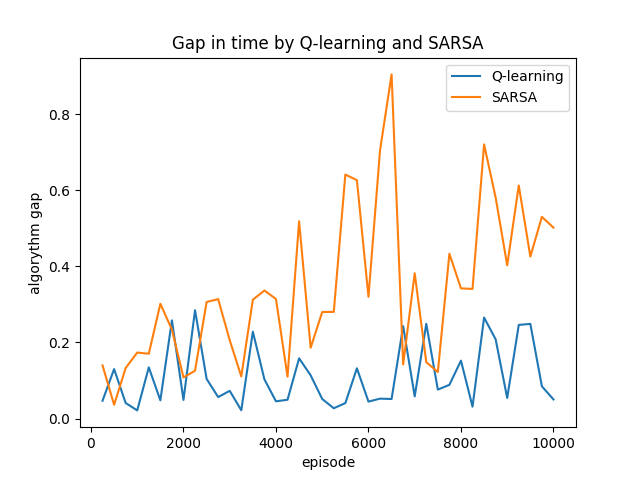 Gap in time by Q-learning and SARSA
Q-learning
SARSA
algorythm gap
0.8
0.6
0.4
0.2
0.0
0
2000
4000
6000
8000
10000
episode